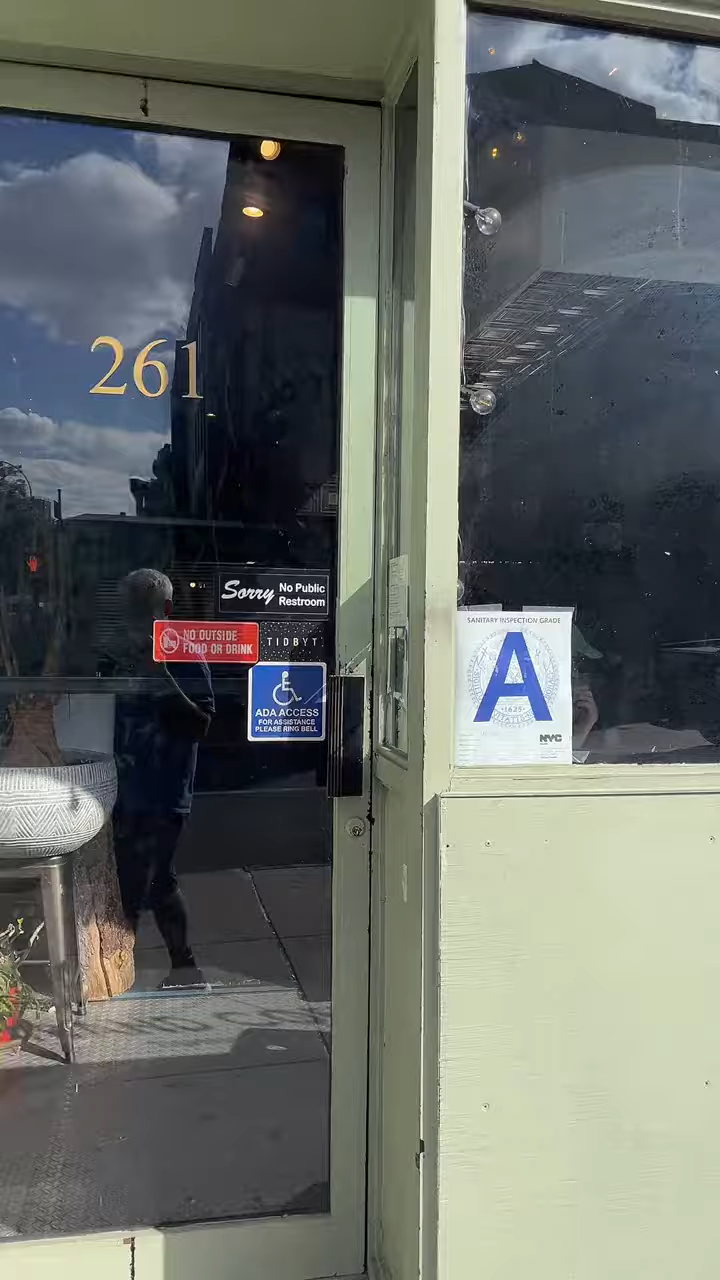 261
Sorry No Public
Restroom
NO OUTSIDE
FOOD OR DRINK
TIDBYT
ADA ACCESS
FOR ASSISTANCE
PLEASE RING BELL
SANITARY INSPECTION GRADE
A
1625
NYC